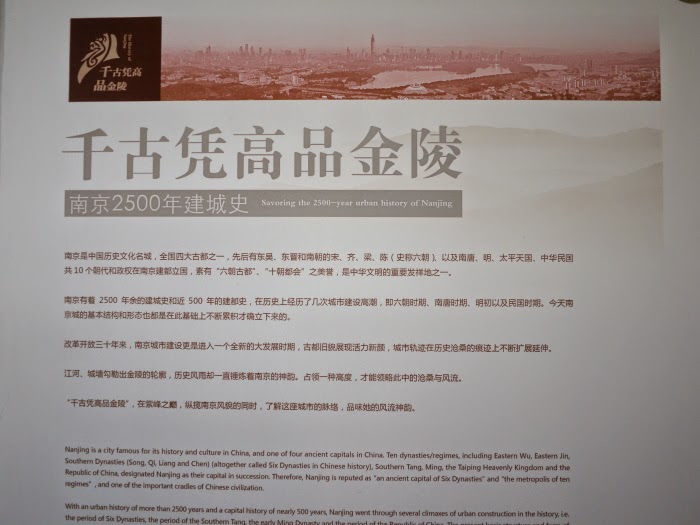 千古凭高
品金陵
千古凭高品金陵
南京2500年建城史 Savoring the 2500-year urban history of Nanjing
南京是中国历史文化名城，全国四大古都之一，先后有东吴、东晋和南朝的宋、齐、梁、陈（史称六朝），以及南唐、明、太平天国、中华民国
共10个朝代和政权在南京建都立国，素有“六朝古都”、“十朝都会”之美誉，是中华文明的重要发祥地之一。
南京有着 2500 年余的建城史和近 500 年的建都史，在历史上经历了几次城市建设高潮，即六朝时期、南唐时期、明初以及民国时期。今天南
京城的基本结构和形态也都是在此基础上不断累积才确立下来的。
改革开放三十年来，南京城市建设更是进入一个全新的大发展时期，古都旧貌展现活力新颜，城市轨迹在历史沧桑的痕迹上不断扩展延伸。
江河、城墙勾勒出金陵的轮廓，历史风雨却一直捶炼着南京的神韵。占领一种高度，才能领略此中的沧桑与风流。
“千古凭高品金陵”，在紫峰之巅，纵揽南京风貌的同时，了解这座城市的脉络，品味她的风流神韵。
Nanjing is a city famous for its history and culture in China, and one of four ancient capitals in China. Ten dynasties/regimes, including Eastern Wu, Eastern Jin,
Southern Dynasties (Song, Qi, Liang and Chen) (altogether called Six Dynasties in Chinese history), Southern Tang, Ming, the Taiping Heavenly Kingdom and the
Republic of China, designated Nanjing as their capital in succession. Therefore, Nanjing is reputed as "an ancient capital of Six Dynasties" and "the metropolis of ten
regimes" , and one of the important cradles of Chinese civilization.
With an urban history of more than 2500 years and a capital history of nearly 500 years, Nanjing went through several climaxes of urban construction in the history, i.e.
the period of Six Dynasties, the period of the Southern Tang, the early Ming Dynasty and the period of the Republic of China.